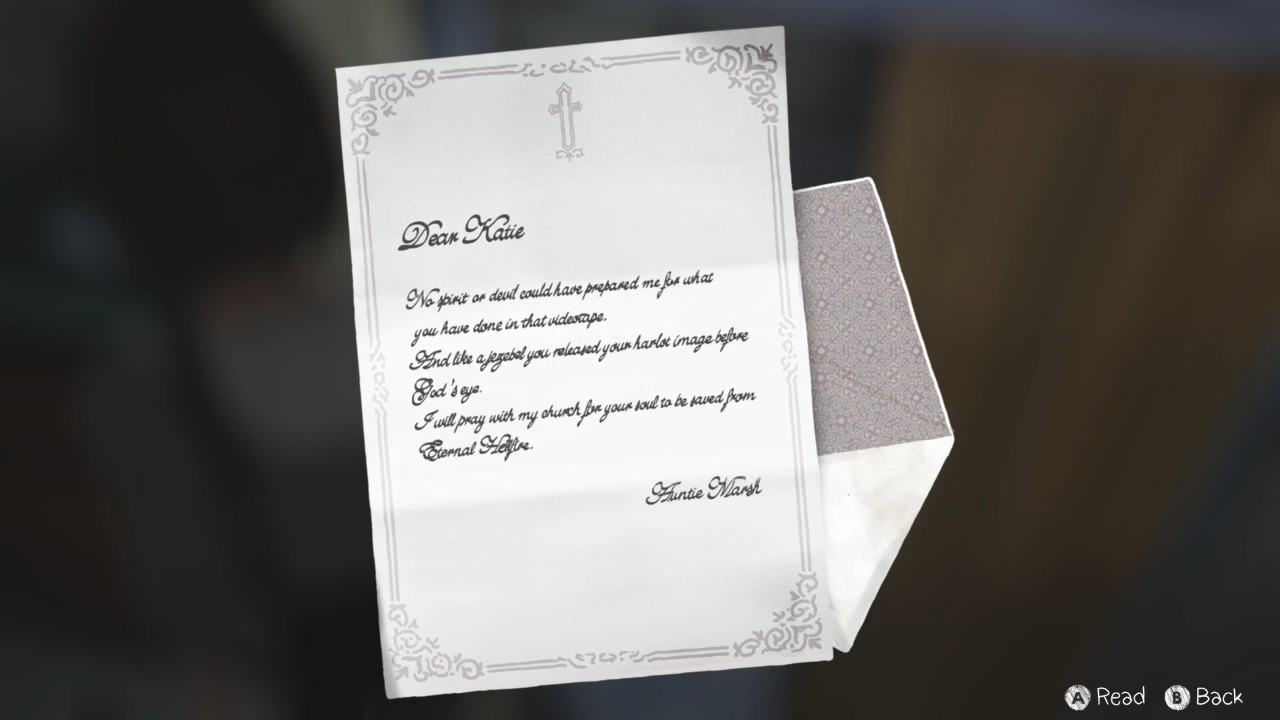 Dear Katie
No spirit or devil could have prepared me for what
you have done in that videotape.
And like a jezebel you released your harlot image before
God's eye.
I will pray with my church for your soul to be saved from
Eternal Hellfire.
Auntie Marsh
A Read B Back